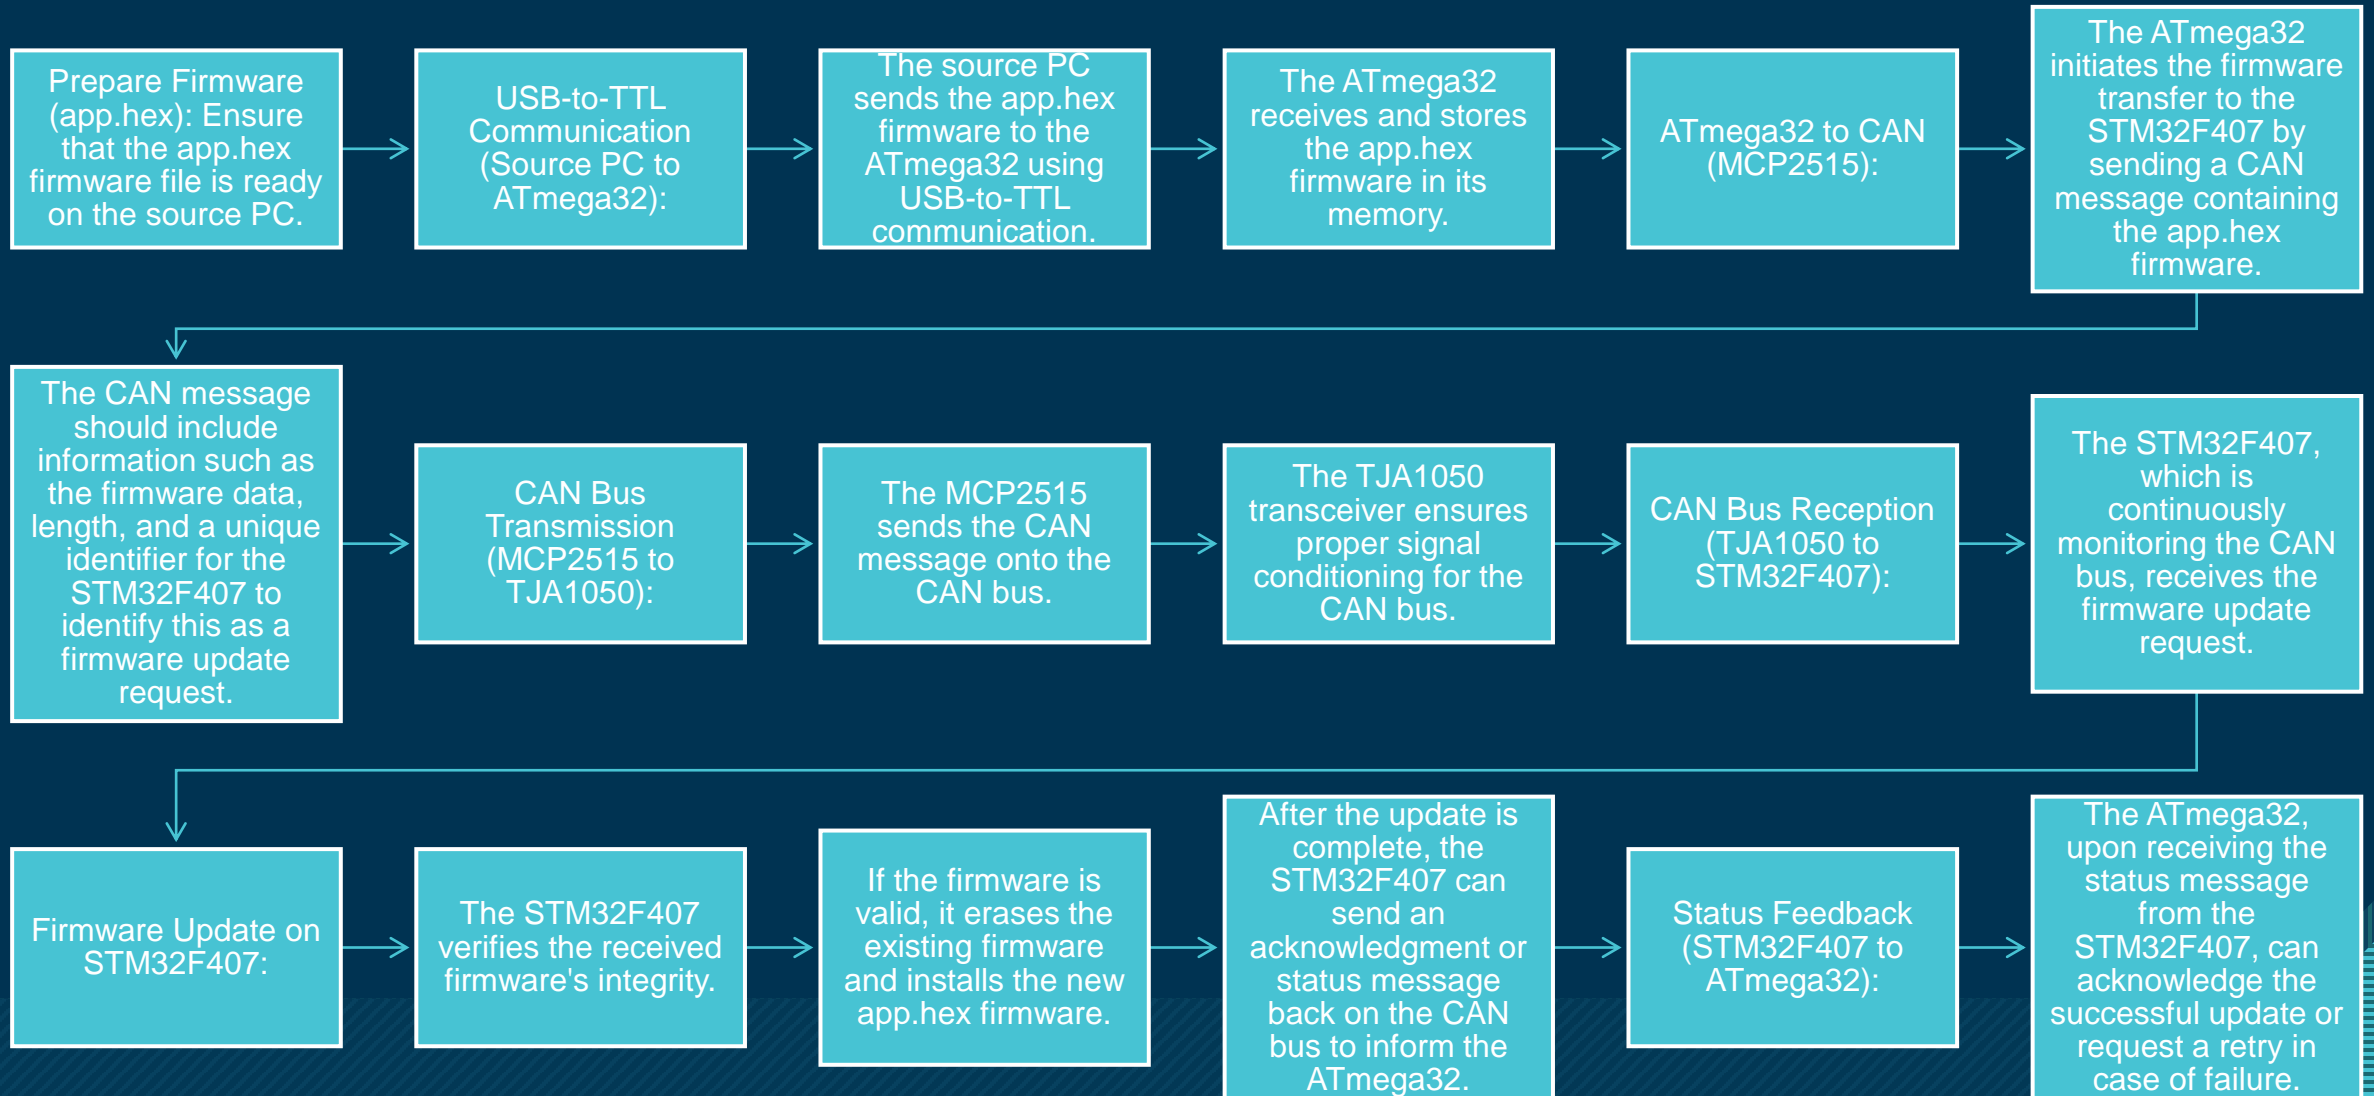 Prepare Firmware
(app.hex): Ensure
that the app.hex
firmware file is ready
on the source PC.
USB-to-TTL
Communication
(Source PC to
ATmega32):
The source PC
sends the app.hex
firmware to the
ATmega32 using
USB-to-TTL
communication.
The ATmega32
receives and stores
the app.hex
firmware in its
memory.
ATmega32 to CAN
(MCP2515):
The ATmega32
initiates the firmware
transfer to the
STM32F407 by
sending a CAN
message containing
the app.hex
firmware.
The CAN message
should include
information such as
the firmware data,
length, and a unique
identifier for the
STM32F407 to
identify this as a
firmware update
request.
CAN Bus
Transmission
(MCP2515 to
TJA1050):
The MCP2515
sends the CAN
message onto the
CAN bus.
The TJA1050
transceiver ensures
proper signal
conditioning for the
CAN bus.
CAN Bus Reception
(TJA1050 to
STM32F407):
The STM32F407,
which is
continuously
monitoring the CAN
bus, receives the
firmware update
request.
Firmware Update on
STM32F407:
The STM32F407
verifies the received
firmware's integrity.
If the firmware is
valid, it erases the
existing firmware
and installs the new
app.hex firmware.
After the update is
complete, the
STM32F407 can
send an
acknowledgment or
status message
back on the CAN
bus to inform the
ATmega32.
Status Feedback
(STM32F407 to
ATmega32):
The ATmega32,
upon receiving the
status message
from the
STM32F407, can
acknowledge the
successful update or
request a retry in
case of failure.